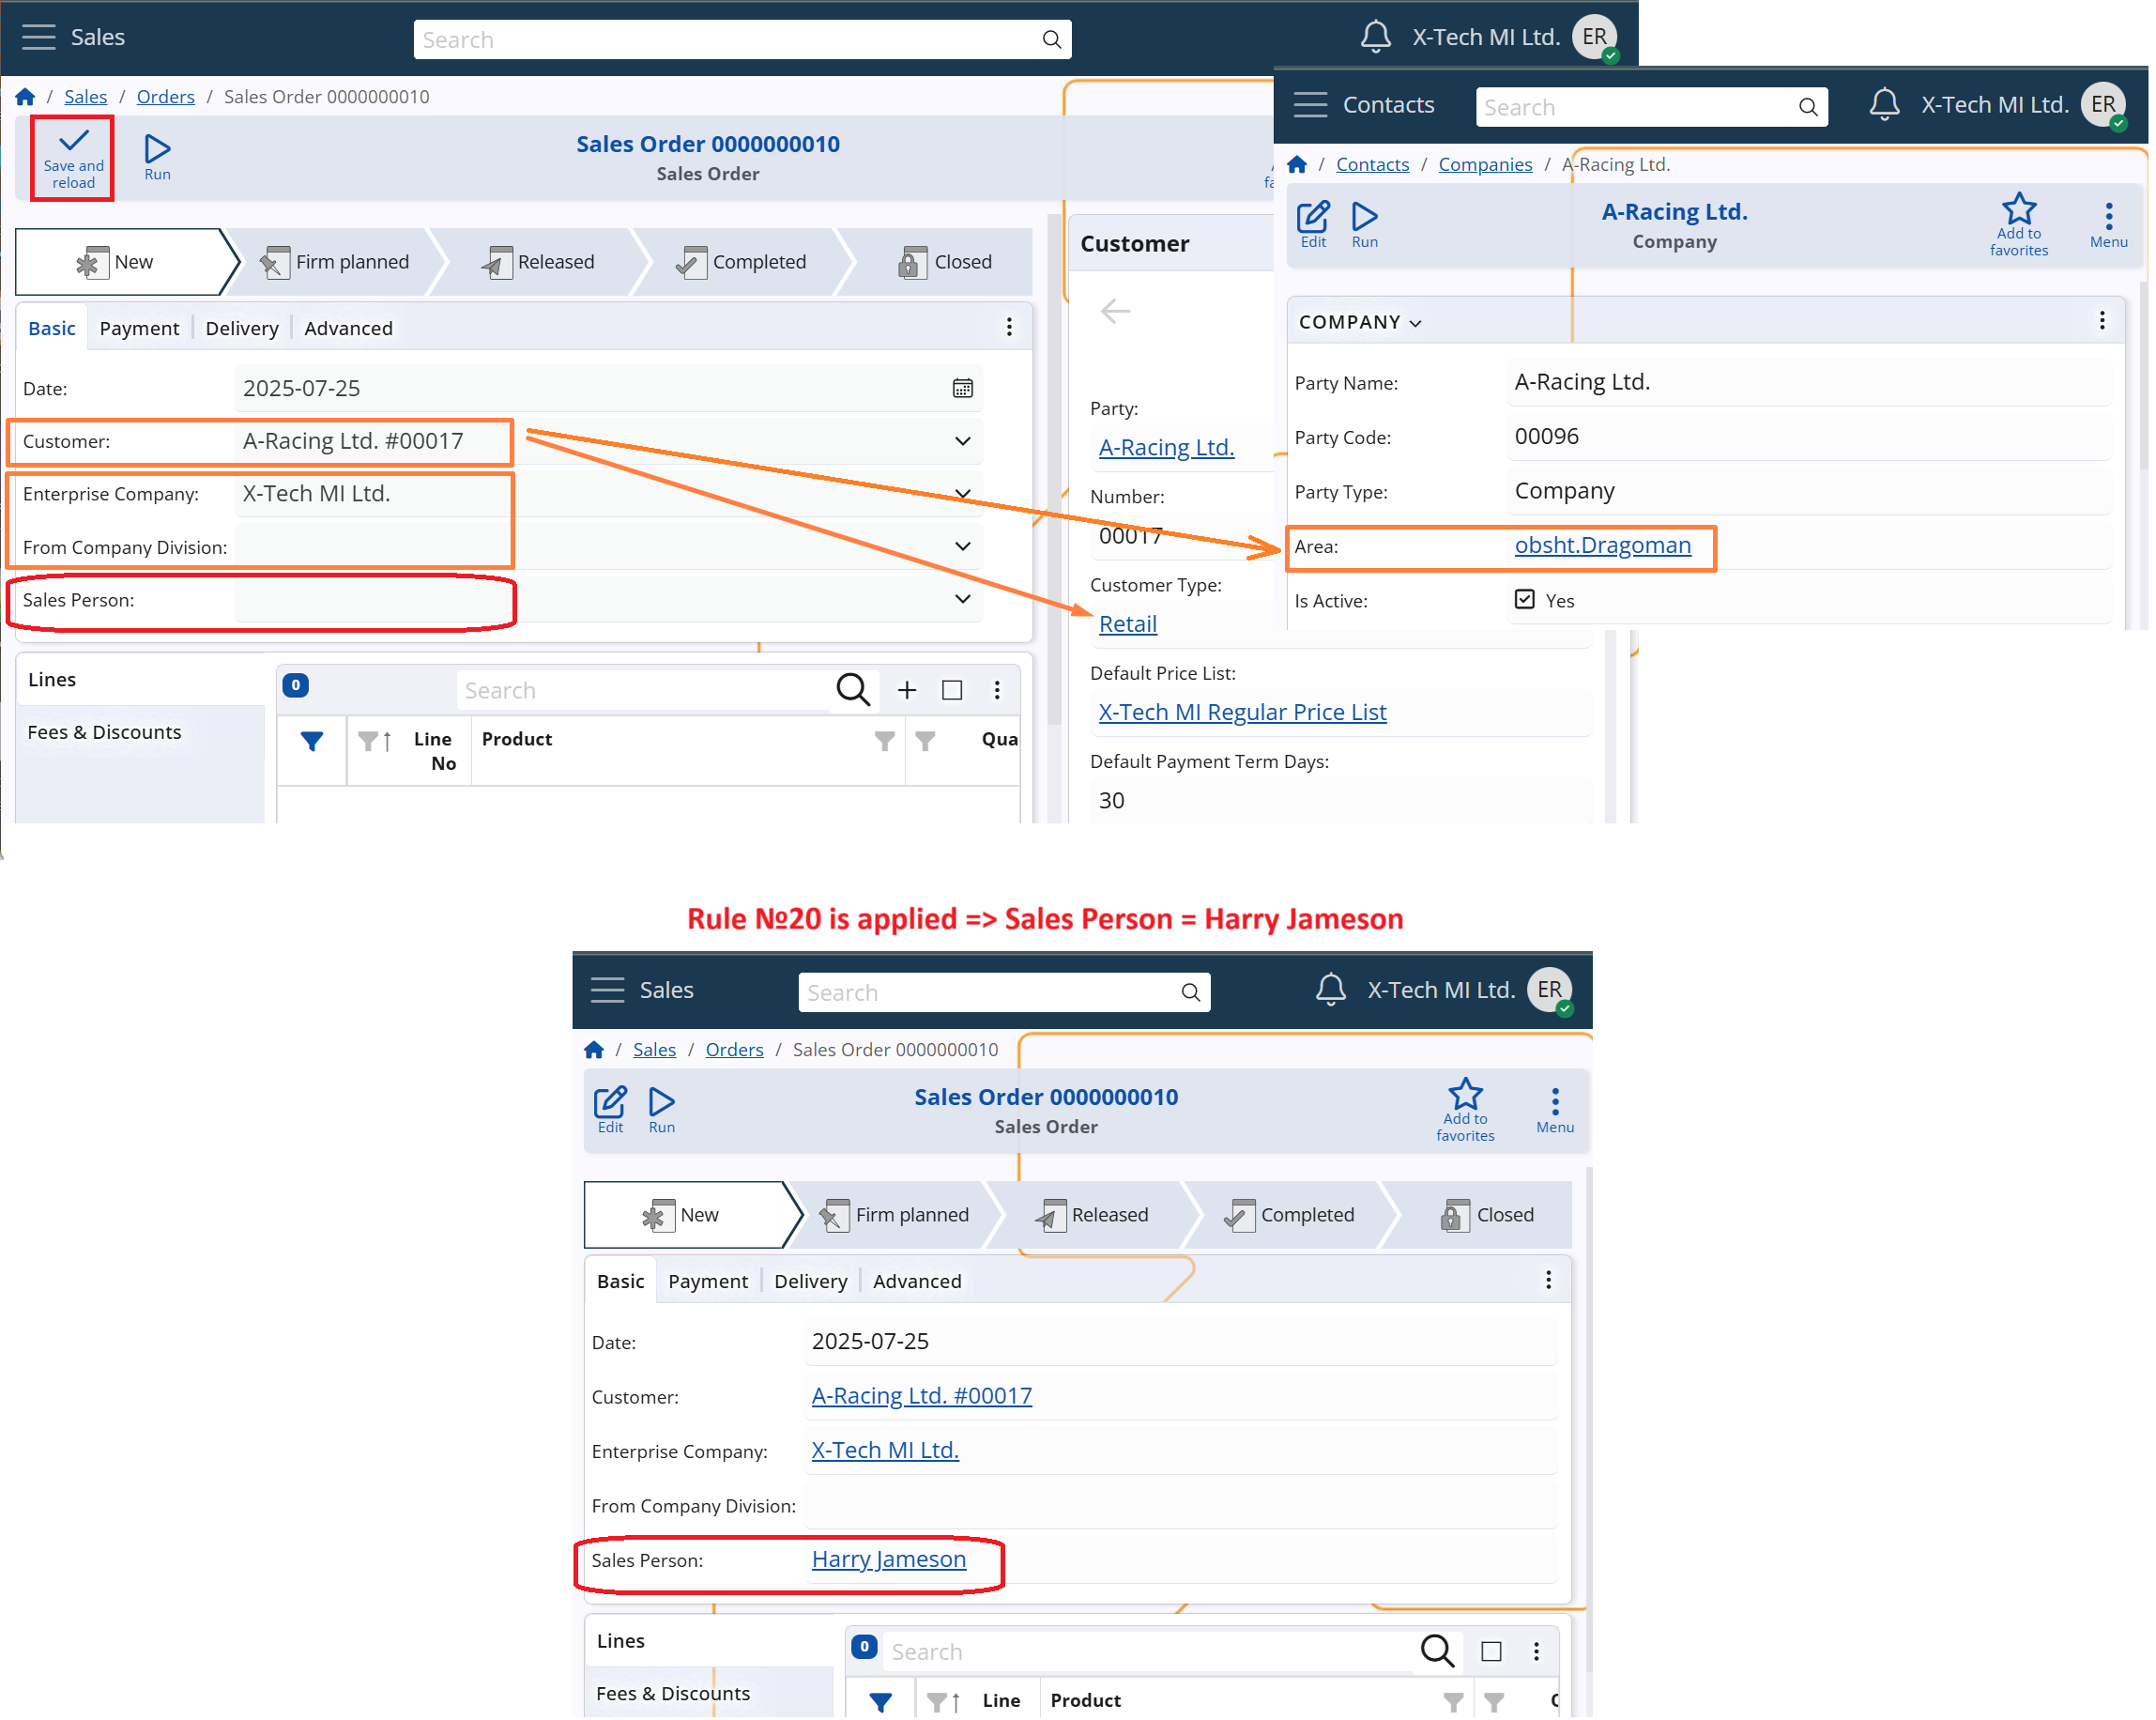 Sales
Search
X-Tech MI Ltd.
ER
/ Sales / Orders / Sales Order 0000000010
Save and
reload
Run
Sales Order 0000000010
Sales Order
New
Firm planned
Released
Completed
Closed
Basic
Payment
Delivery
Advanced
Date:
2025-07-25
Customer:
A-Racing Ltd. #00017
Enterprise Company:
X-Tech MI Ltd.
From Company Division:
Sales Person:
Lines
Fees & Discounts
0
Search
Line
No
Product
Qua
Customer
Party:
A-Racing Ltd.
Number:
00017
Customer Type:
Retail
Default Price List:
X-Tech MI Regular Price List
Default Payment Term Days:
30
Contacts
Search
X-Tech MI Ltd.
ER
/ Contacts / Companies / A-Racing Ltd.
Edit
Run
A-Racing Ltd.
Company
Add to
favorites
Menu
COMPANY
Party Name:
A-Racing Ltd.
Party Code:
00096
Party Type:
Company
Area:
obsht.Dragoman
Is Active:
Yes
Rule №20 is applied => Sales Person = Harry Jameson
Sales
Search
X-Tech MI Ltd.
ER
/ Sales / Orders / Sales Order 0000000010
Edit
Run
Sales Order 0000000010
Sales Order
Add to
favorites
Menu
New
Firm planned
Released
Completed
Closed
Basic
Payment
Delivery
Advanced
Date:
2025-07-25
Customer:
A-Racing Ltd. #00017
Enterprise Company:
X-Tech MI Ltd.
From Company Division:
Sales Person:
Harry Jameson
Lines
Fees & Discounts
0
Search
Line
Product